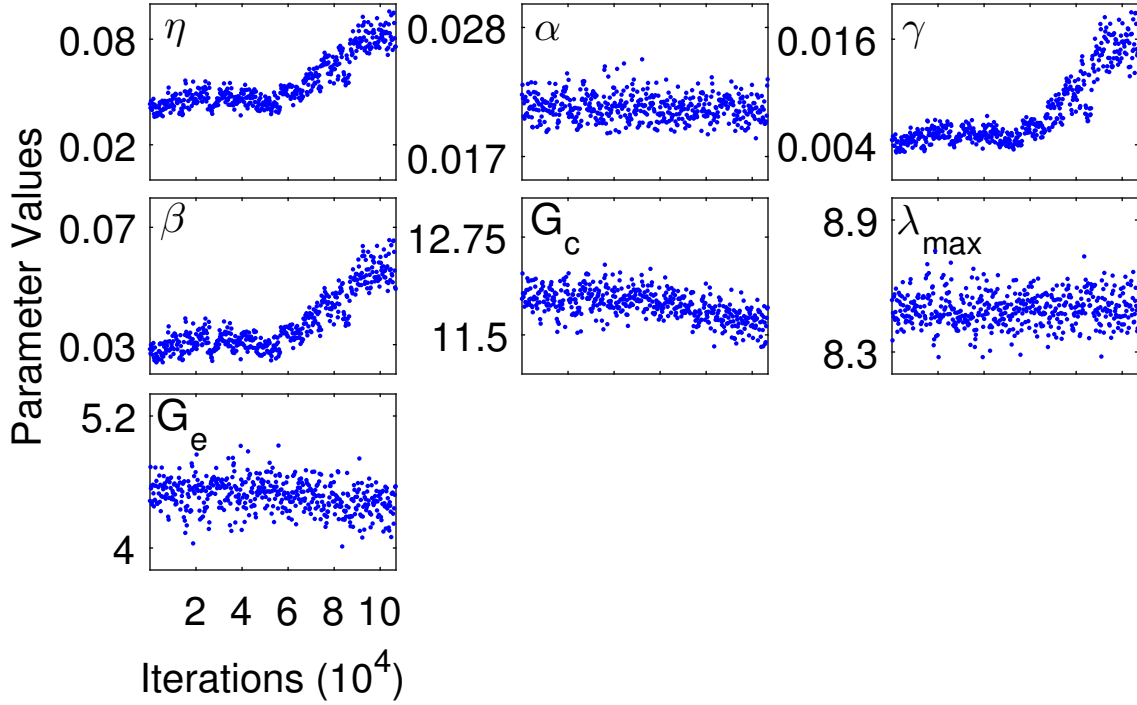 Parameter Values
η
0.08
0.02
α
0.028
0.017
γ
0.016
0.004
β
0.07
0.03
G_c
12.75
11.5
λ_max
8.9
8.3
G_e
5.2
4
2 4 6 8 10
Iterations (10^4)